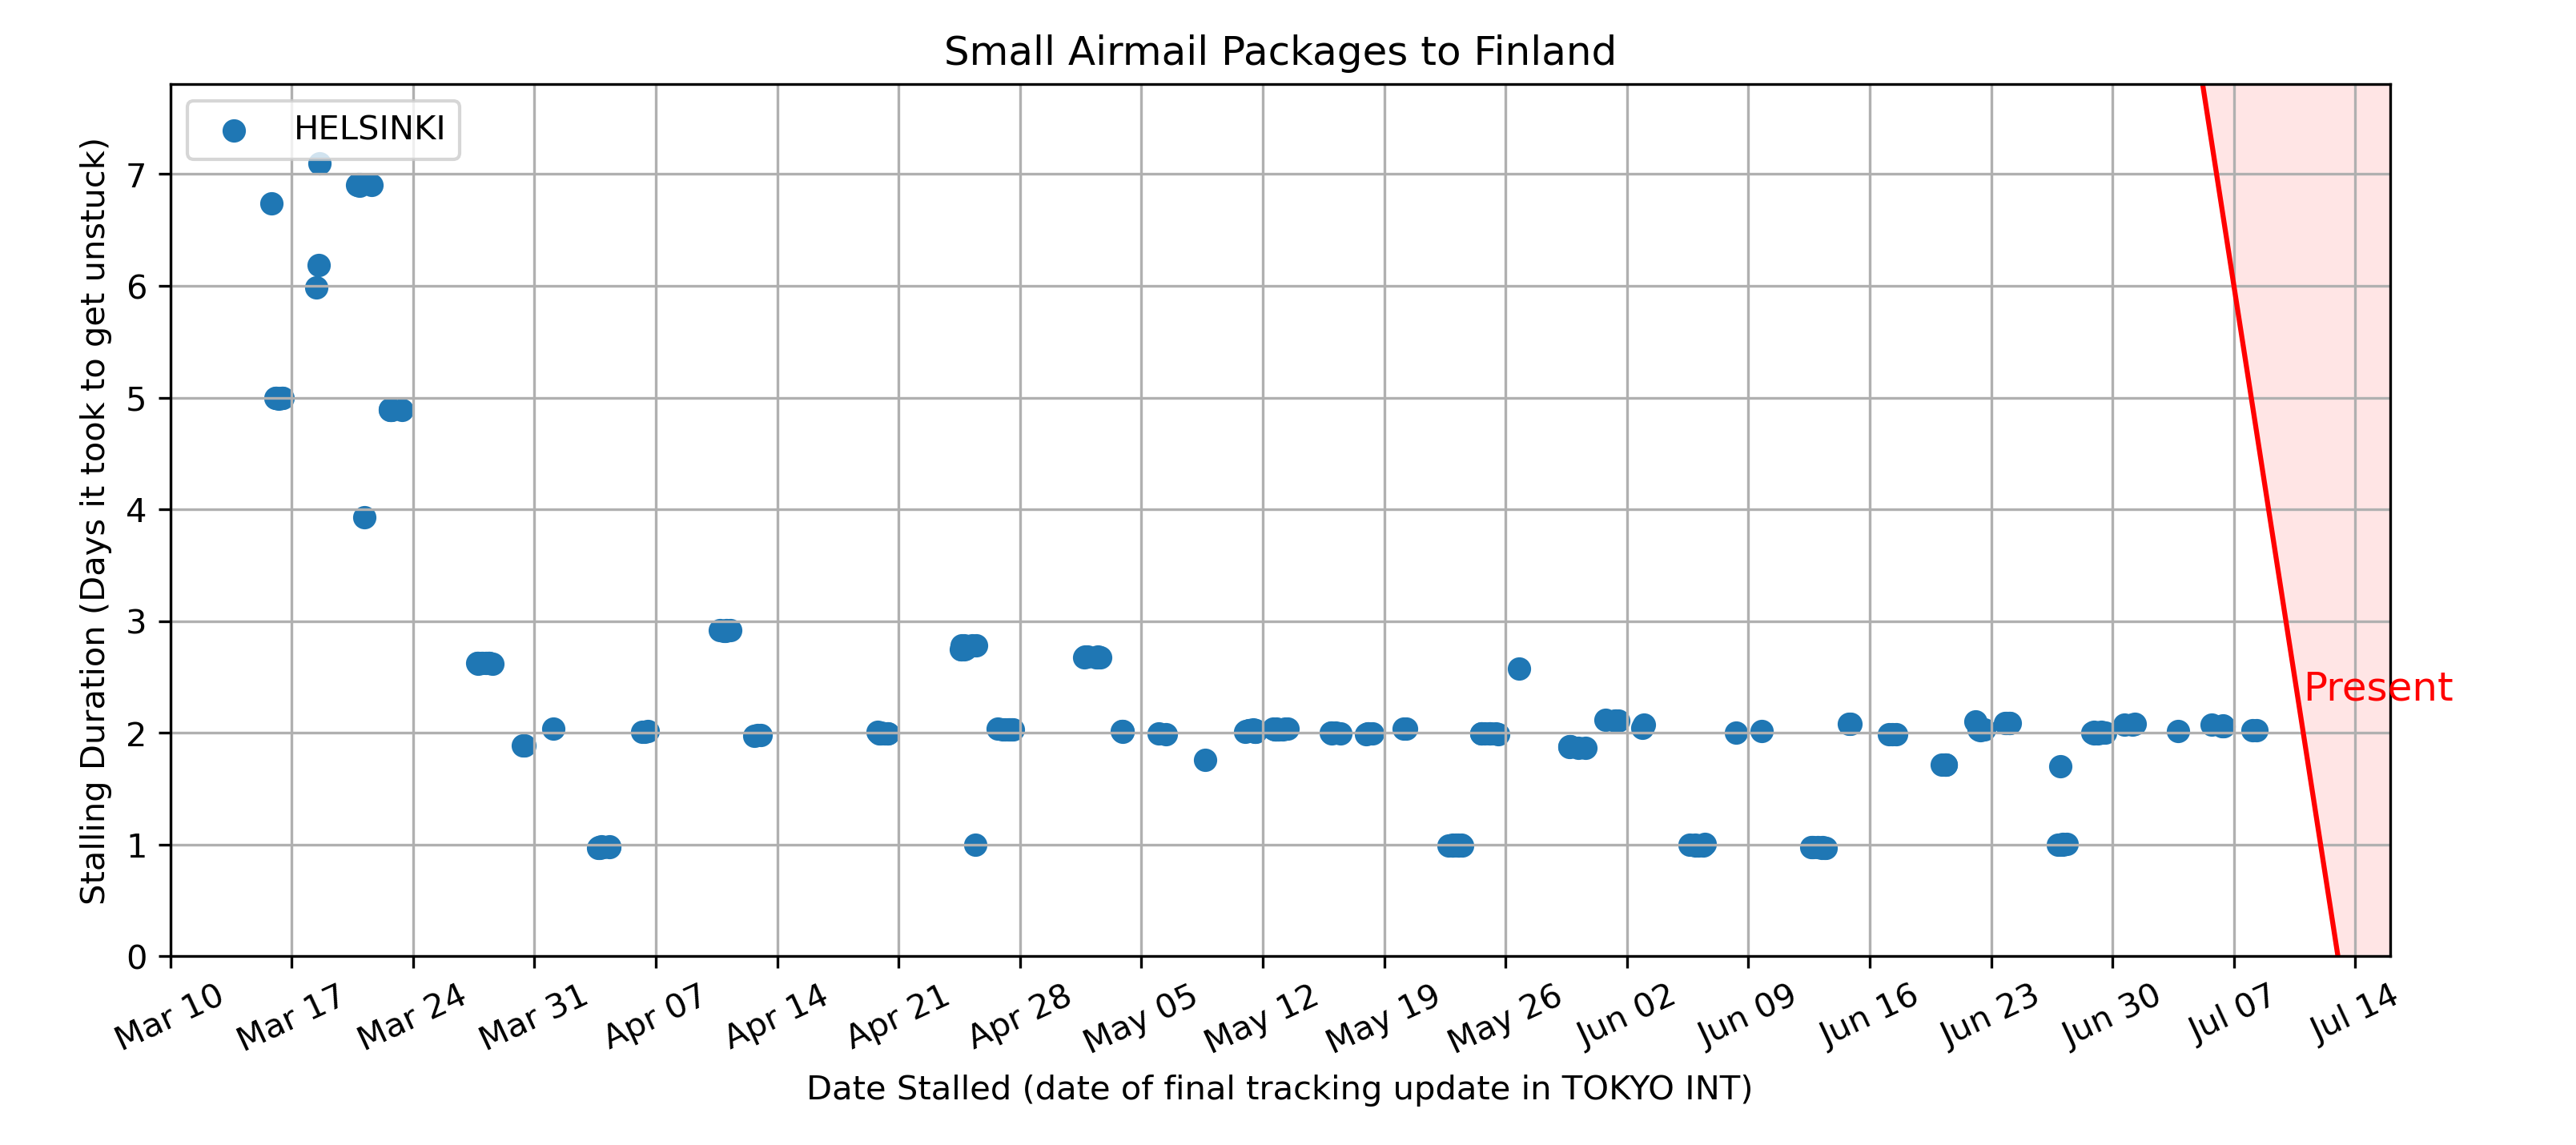 Small Airmail Packages to Finland
HELSINKI
Stalling Duration (Days it took to get unstuck)
7
6
5
4
3
2
1
0
Present
Mar 10
Mar 17
Mar 24
Mar 31
Apr 07
Apr 14
Apr 21
Apr 28
May 05
May 12
May 19
May 26
Jun 02
Jun 09
Jun 16
Jun 23
Jun 30
Jul 07
Jul 14
Date Stalled (date of final tracking update in TOKYO INT)